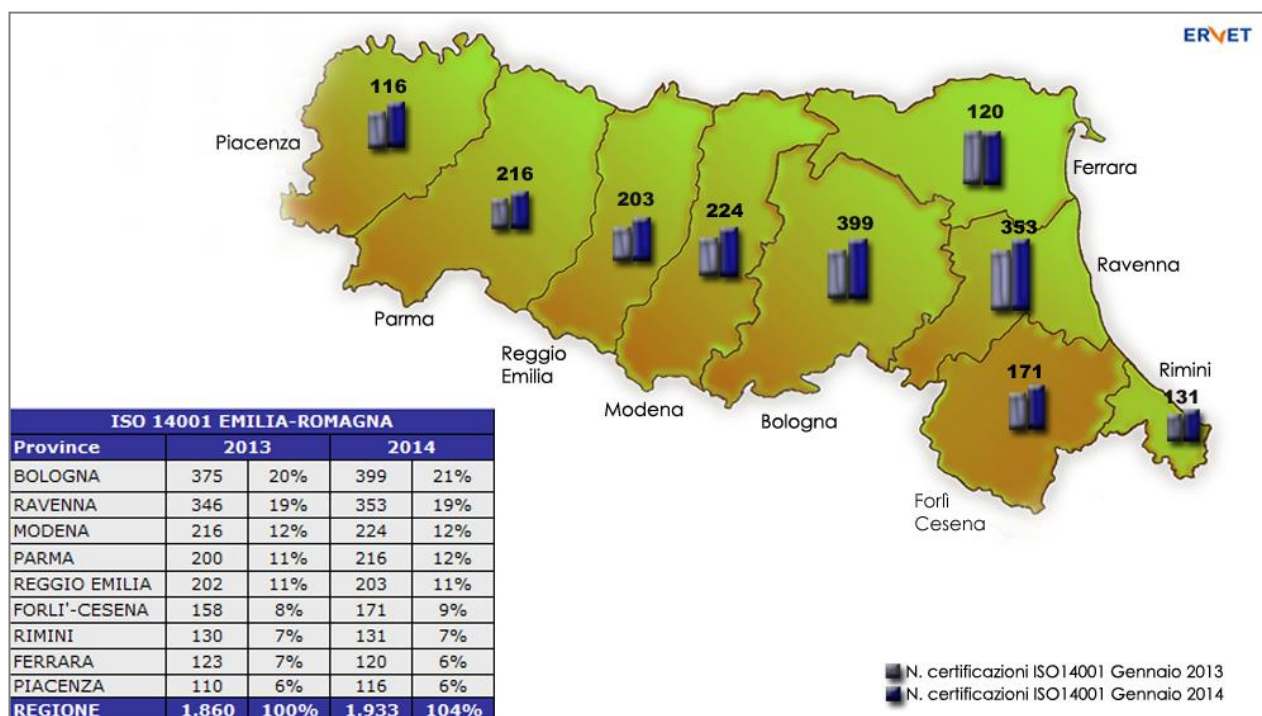 ERVET
116
Piacenza
120
Ferrara
216
203
224
399
353
Ravenna
Parma
Reggio
Emilia
Modena
Bologna
171
Rimini
131
Forlì
Cesena
ISO 14001 EMILIA-ROMAGNA
Province 2013 2014
BOLOGNA 375 20% 399 21%
RAVENNA 346 19% 353 19%
MODENA 216 12% 224 12%
PARMA 200 11% 216 12%
REGGIO EMILIA 202 11% 203 11%
FORLI'-CESENA 158 8% 171 9%
RIMINI 130 7% 131 7%
FERRARA 123 7% 120 6%
PIACENZA 110 6% 116 6%
REGIONE 1.860 100% 1.933 104%
N. certificazioni ISO14001 Gennaio 2013
N. certificazioni ISO14001 Gennaio 2014